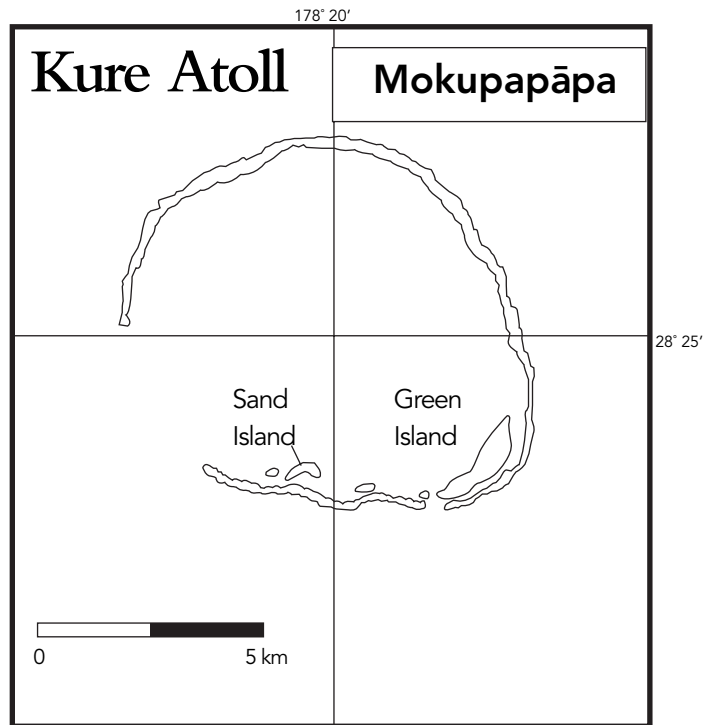 178˚ 20′
Kure Atoll
Mokupapāpa
28˚ 25′
Sand
Island
Green
Island
0
5 km